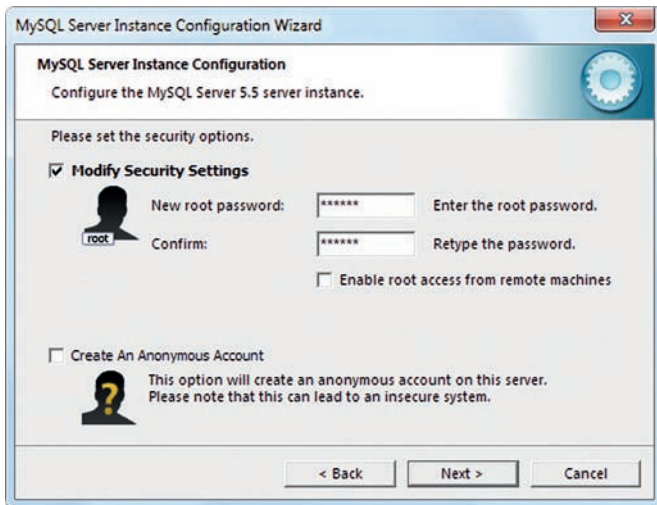 MySQL Server Instance Configuration Wizard
MySQL Server Instance Configuration
Configure the MySQL Server 5.5 server instance.
Please set the security options.
Modify Security Settings
New root password: ****** Enter the root password.
root
Confirm: ****** Retype the password.
Enable root access from remote machines
Create An Anonymous Account
? This option will create an anonymous account on this server.
Please note that this can lead to an insecure system.
< Back Next > Cancel